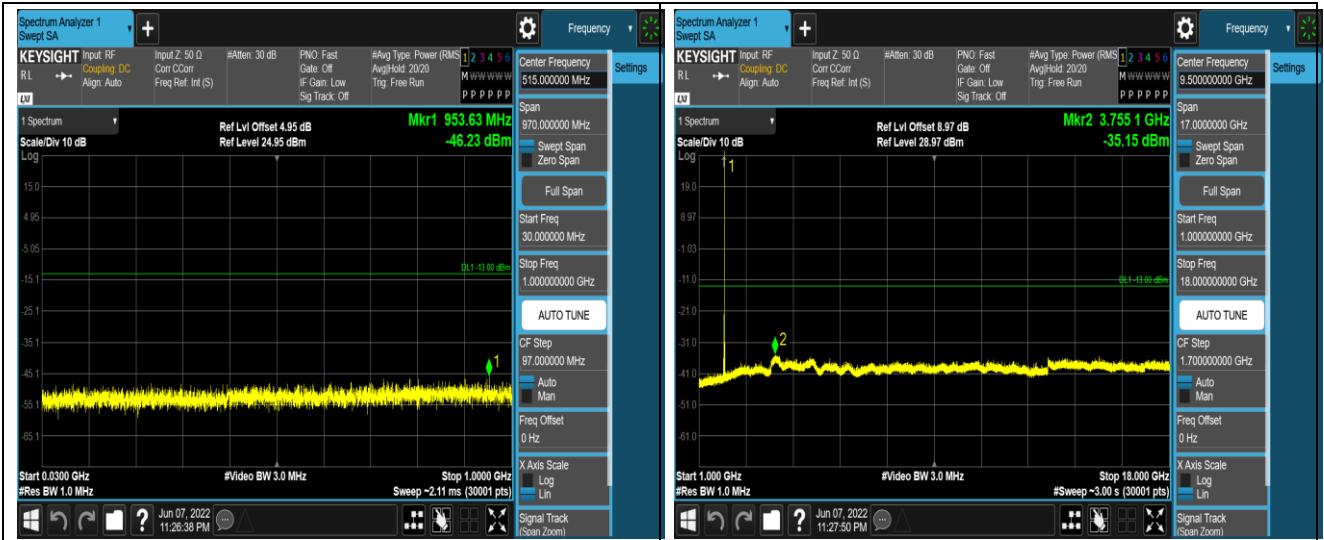 Spectrum Analyzer 1
Swept SA
+
Frequency
KEYSIGHT
RL
LXI
Input: RF
Coupling: DC
Align: Auto
Input Z: 50 Ω
Corr CCorr
Freq Ref: Int (S)
#Atten: 30 dB
PNO: Fast
Gate: Off
IF Gain: Low
Sig Track: Off
#Avg Type: Power (RMS
Avg|Hold: 20/20
Trig: Free Run
1 2 3 4 5 6
M W W W W W
P P P P P P
Center Frequency
515.000000 MHz
Settings
Span
970.000000 MHz
Swept Span
Zero Span
Full Span
Start Freq
30.000000 MHz
Stop Freq
1.000000000 GHz
AUTO TUNE
CF Step
97.000000 MHz
Auto
Man
Freq Offset
0 Hz
X Axis Scale
Log
Lin
Signal Track
(Span Zoom)
1 Spectrum
Scale/Div 10 dB
Log
Ref Lvl Offset 4.95 dB
Ref Level 24.95 dBm
Mkr1 953.63 MHz
-46.23 dBm
15.0
4.95
-5.05
DL1 -13.00 dBm
-15.1
-25.1
-35.1
1
-45.1
-55.1
-65.1
Start 0.0300 GHz
#Res BW 1.0 MHz
#Video BW 3.0 MHz
Stop 1.0000 GHz
Sweep ~2.11 ms (30001 pts)
?
Jun 07, 2022
11:26:38 PM
Spectrum Analyzer 1
Swept SA
+
Frequency
KEYSIGHT
RL
LXI
Input: RF
Coupling: DC
Align: Auto
Input Z: 50 Ω
Corr CCorr
Freq Ref: Int (S)
#Atten: 30 dB
PNO: Fast
Gate: Off
IF Gain: Low
Sig Track: Off
#Avg Type: Power (RMS
Avg|Hold: 20/20
Trig: Free Run
1 2 3 4 5 6
M W W W W W
P P P P P P
Center Frequency
9.500000000 GHz
Settings
Span
17.0000000 GHz
Swept Span
Zero Span
Full Span
Start Freq
1.000000000 GHz
Stop Freq
18.000000000 GHz
AUTO TUNE
CF Step
1.700000000 GHz
Auto
Man
Freq Offset
0 Hz
X Axis Scale
Log
Lin
Signal Track
(Span Zoom)
1 Spectrum
Scale/Div 10 dB
Log
Ref Lvl Offset 8.97 dB
Ref Level 28.97 dBm
Mkr2 3.755 1 GHz
-35.15 dBm
1
19.0
8.97
-1.03
-11.0
DL1 -13.00 dBm
-21.0
-31.0
2
-41.0
-51.0
-61.0
Start 1.000 GHz
#Res BW 1.0 MHz
#Video BW 3.0 MHz
Stop 18.000 GHz
#Sweep ~3.00 s (30001 pts)
?
Jun 07, 2022
11:27:50 PM